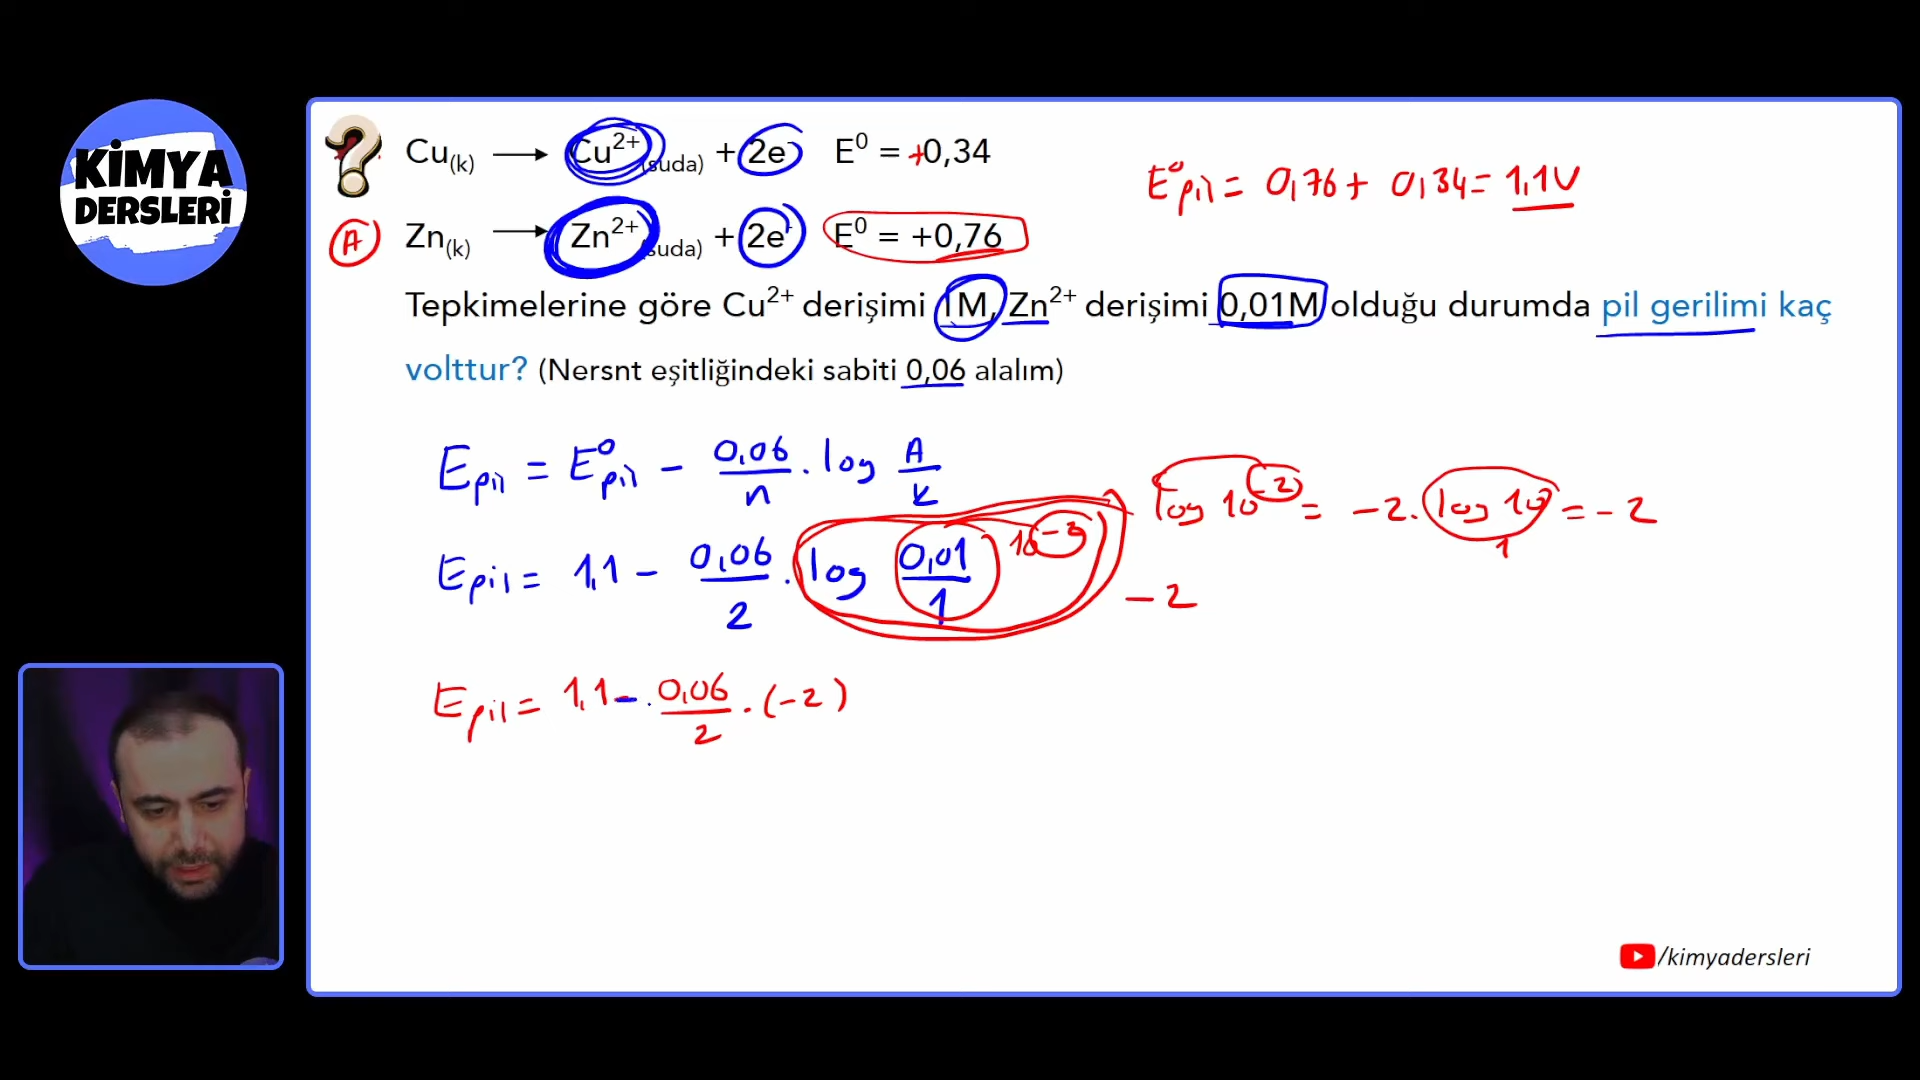 KİMYA
DERSLERİ
Cu(k) ⟶ Cu²⁺(suda) + 2e⁻ E⁰ = +0,34
E⁰pil = 0,76 + 0,34 = 1,1V
A Zn(k) ⟶ Zn²⁺(suda) + 2e⁻ E⁰ = +0,76
Tepkimelerine göre Cu²⁺ derişimi 1M, Zn²⁺ derişimi 0,01M olduğu durumda pil gerilimi kaç
volttur? (Nersnt eşitliğindeki sabiti 0,06 alalım)
Epil = E⁰pil - 0,06/n . log A/K
log 10⁻² = -2. log 10 = -2
1
Epil = 1,1 - 0,06/2 . log 0,01/1 10⁻² -2
Epil = 1,1 - . 0,06/2 . (-2)
/kimyadersleri